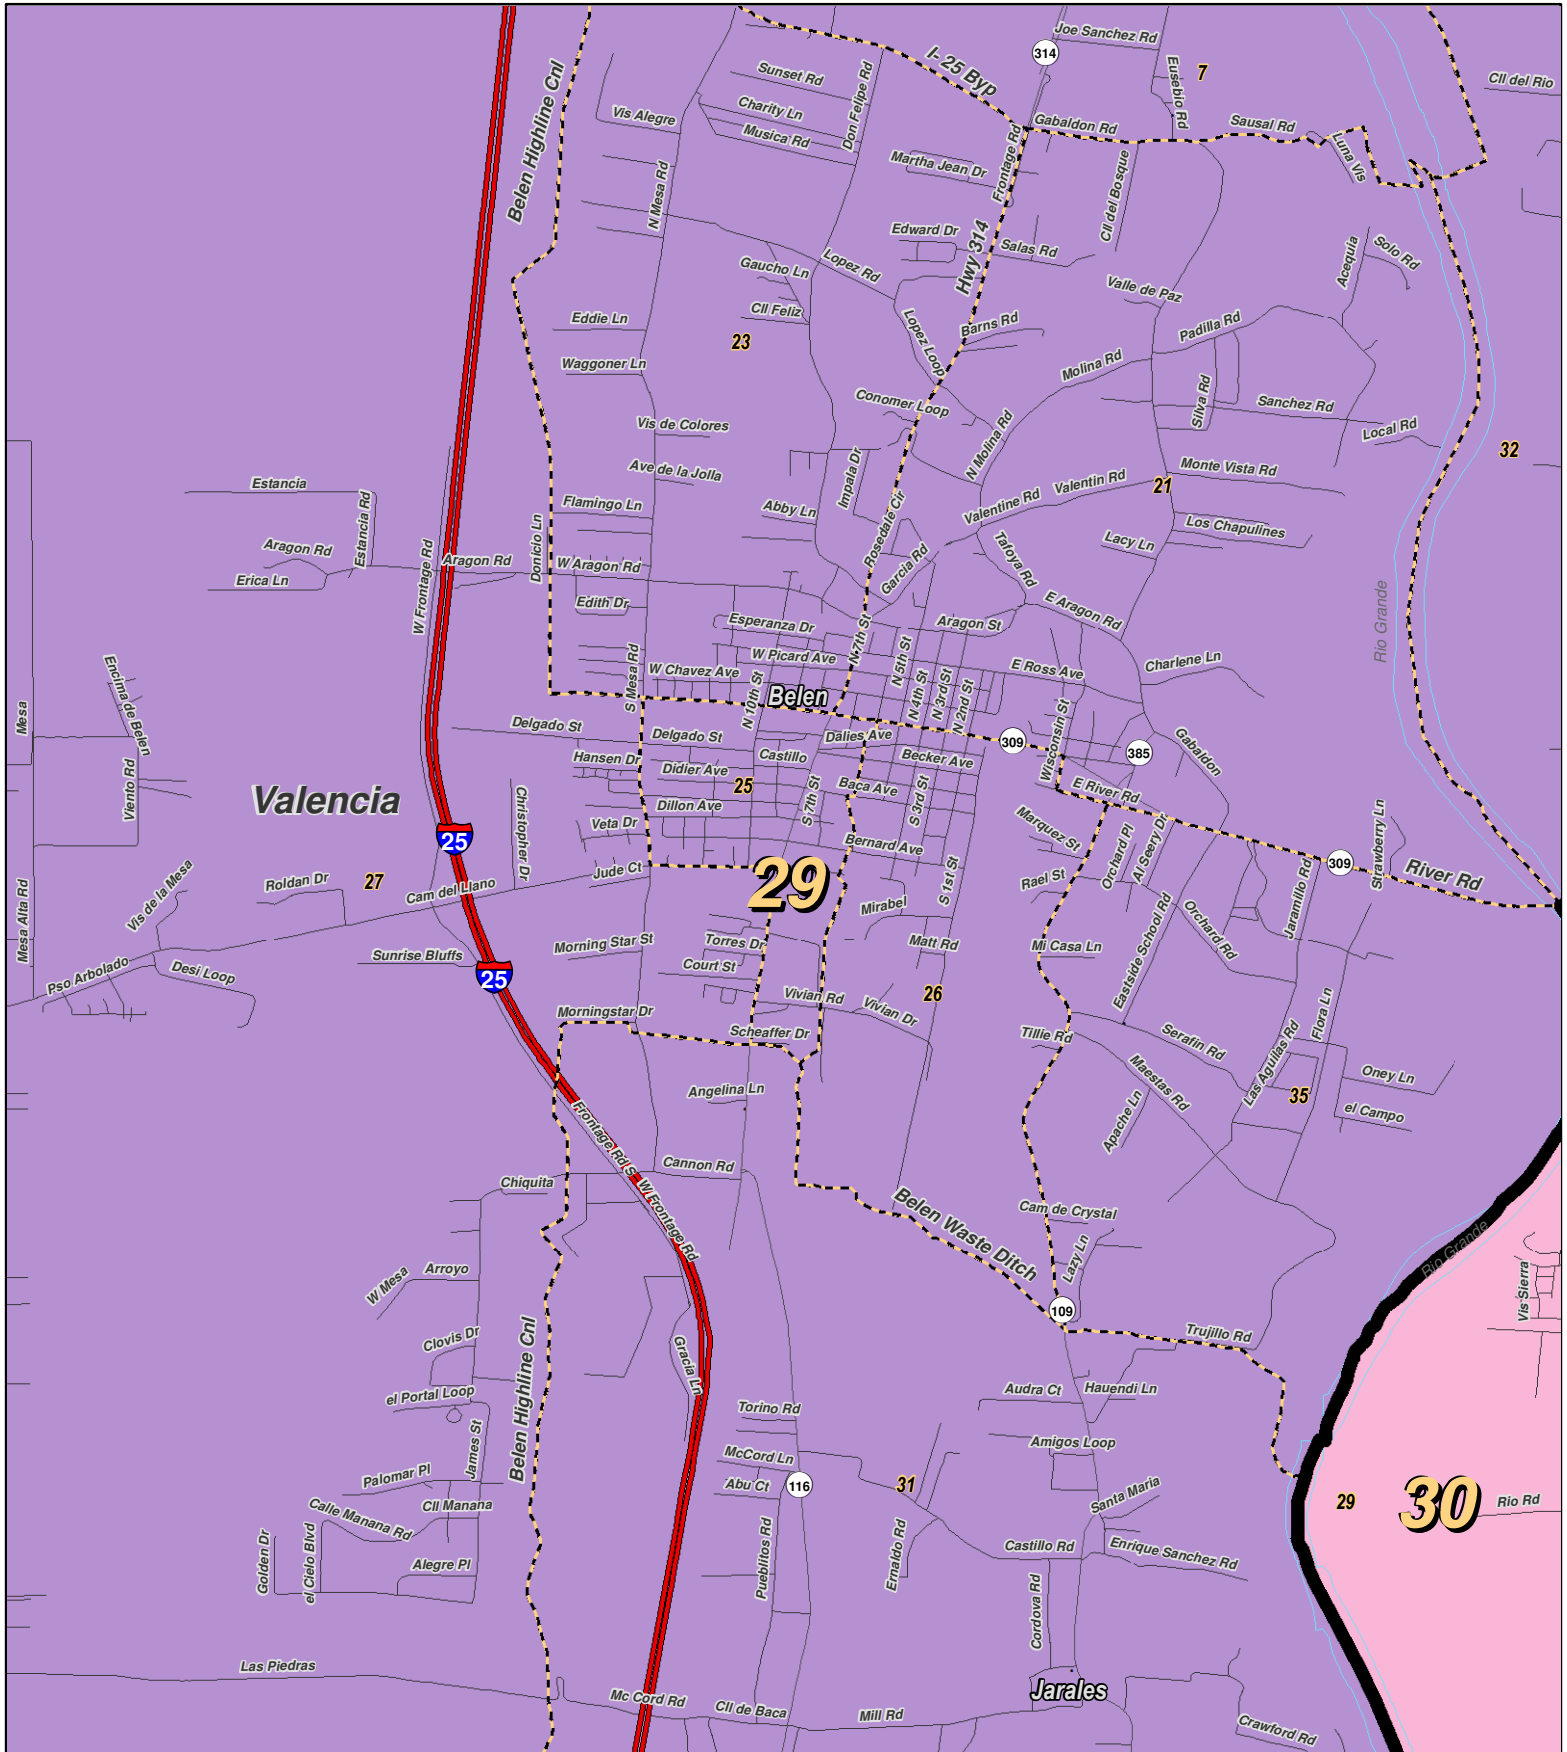 Joe Sanchez Rd
314
I- 25 Byp
7
Cll del Rio
Sunset Rd
Don Felipe Rd
Eusebio Rd
Belen Highline Cnl
Charity Ln
Vis Alegre
Musica Rd
Gabaldon Rd
Sausal Rd
Luna Vis
Frontage Rd
Martha Jean Dr
Cll del Bosque
N Mesa Rd
Edward Dr
Salas Rd
Hwy 314
Acequia
Solo Rd
Gaucho Ln
Lopez Rd
Valle de Paz
Cll Feliz
Eddie Ln
23
Lopez Loop
Barns Rd
Padilla Rd
Waggoner Ln
Molina Rd
Silva Rd
Conomer Loop
Sanchez Rd
Vis de Colores
N Molina Rd
Local Rd
32
Ave de la Jolla
Impala Dr
Monte Vista Rd
21
Valentin Rd
Estancia
Estancia Rd
Flamingo Ln
Abby Ln
Valentine Rd
Rosedale Cir
Los Chapulines
Lacy Ln
Aragon Rd
Donicio Ln
Aragon Rd
W Aragon Rd
Garcia Rd
Tafoya Rd
Erica Ln
W Frontage Rd
Edith Dr
E Aragon Rd
Rio Grande
Esperanza Dr
Aragon St
N 7th St
W Picard Ave
N 5th St
Encima de Belen
S Mesa Rd
W Chavez Ave
E Ross Ave
Charlene Ln
N 10th St
Belen
N 4th St
N 3rd St
N 2nd St
Mesa
Delgado St
Delgado St
Dalies Ave
309
Wisconsin St
385
Gabaldon
Hansen Dr
Didier Ave
Castillo
Becker Ave
25
Baca Ave
E River Rd
Viento Rd
Valencia
Christopher Dr
Dillon Ave
S 7th St
S 3rd St
Veta Dr
25
Marquez St
Orchard Pl
Al Seery Dr
Strawberry Ln
Bernard Ave
309
River Rd
Jude Ct
29
S 1st St
Rael St
Roldan Dr
27
Cam del Llano
Mirabel
Jaramillo Rd
Vis de la Mesa
Mesa Alta Rd
Orchard Rd
Eastside School Rd
Torres Dr
Morning Star St
Matt Rd
Mi Casa Ln
Sunrise Bluffs
Court St
Pso Arbolado
Desi Loop
25
Vivian Rd
Vivian Dr
26
Morningstar Dr
Scheaffer Dr
Tillie Rd
Serafin Rd
Flora Ln
Las Aguilas Rd
Maestas Rd
Oney Ln
Angelina Ln
35
Apache Ln
el Campo
Frontage Rd S
Cannon Rd
Chiquita
W Frontage Rd
Belen Waste Ditch
Cam de Crystal
Lazy Ln
Rio Grande
W Mesa
Arroyo
Vis Sierra
109
Trujillo Rd
Clovis Dr
Belen Highline Cnl
Gracia Ln
el Portal Loop
Audra Ct
Hauendi Ln
Torino Rd
James St
McCord Ln
Amigos Loop
Palomar Pl
Abu Ct
116
31
29
30
Rio Rd
Calle Manana Rd
Cll Manana
Santa Maria
Golden Dr
el Cielo Blvd
Alegre Pl
Pueblitos Rd
Ernaldo Rd
Castillo Rd
Enrique Sanchez Rd
Cordova Rd
Las Piedras
Jarales
Mc Cord Rd
Cll de Baca
Mill Rd
Crawford Rd